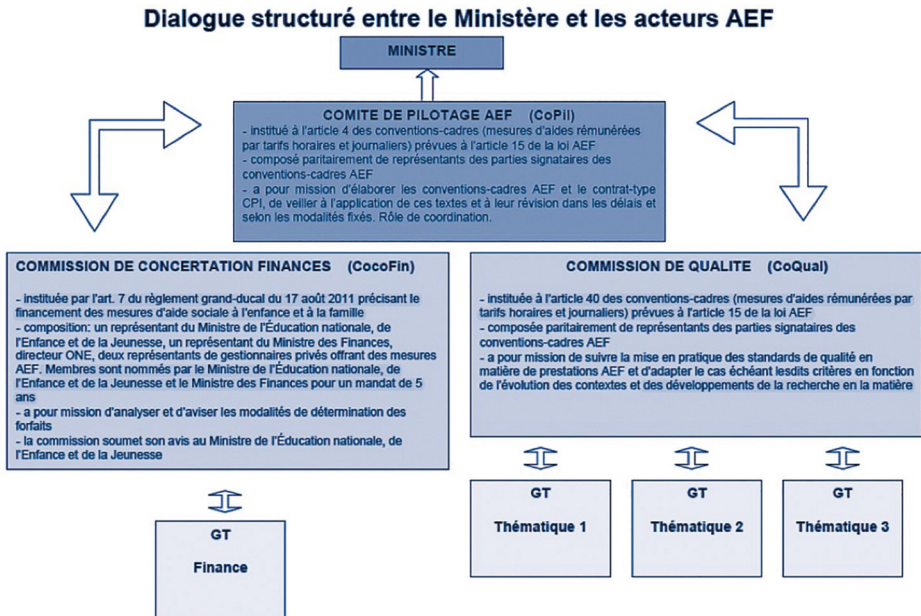 Dialogue structuré entre le Ministère et les acteurs AEF
MINISTRE
COMITE DE PILOTAGE AEF (CoPil)
- institué à l'article 4 des conventions-cadres (mesures d'aides rémunérées
par tarifs horaires et journaliers) prévues à l'article 15 de la loi AEF
- composé paritairement de représentants des parties signataires des
conventions-cadres AEF
- a pour mission d'élaborer les conventions-cadres AEF et le contrat-type
CPI, de veiller à l'application de ces textes et à leur révision dans les délais et
selon les modalités fixés. Rôle de coordination.
COMMISSION DE CONCERTATION FINANCES (CocoFin)
- instituée par l'art. 7 du règlement grand-ducal du 17 août 2011 précisant le
financement des mesures d'aide sociale à l'enfance et à la famille
- composition: un représentant du Ministre de l'Éducation nationale, de
l'Enfance et de la Jeunesse, un représentant du Ministre des Finances,
directeur ONE, deux représentants de gestionnaires privés offrant des mesures
AEF. Membres sont nommés par le Ministre de l'Éducation nationale, de
l'Enfance et de la Jeunesse et le Ministre des Finances pour un mandat de 5
ans
- a pour mission d'analyser et d'aviser les modalités de détermination des
forfaits
- la commission soumet son avis au Ministre de l'Éducation nationale, de
l'Enfance et de la Jeunesse
COMMISSION DE QUALITE (CoQual)
- instituée à l'article 40 des conventions-cadres (mesures d'aides rémunérées par
tarifs horaires et journaliers) prévues à l'article 15 de la loi AEF
- composée paritairement de représentants des parties signataires des
conventions-cadres AEF
- a pour mission de suivre la mise en pratique des standards de qualité en
matière de prestations AEF et d'adapter le cas échéant lesdits critères en fonction
de l'évolution des contextes et des développements de la recherche en la matière
GT
Finance
GT
Thématique 1
GT
Thématique 2
GT
Thématique 3